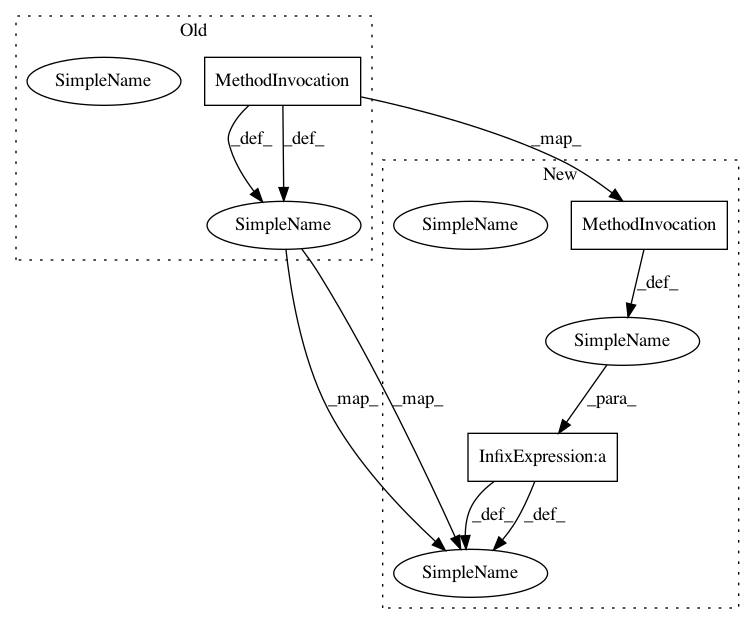 Old
SimpleName
MethodInvocation
_def_
_def_
_map_
New
SimpleName
SimpleName
MethodInvocation
_def_
SimpleName
_map_
_map_
_para_
InfixExpression:a
_def_
_def_
SimpleName